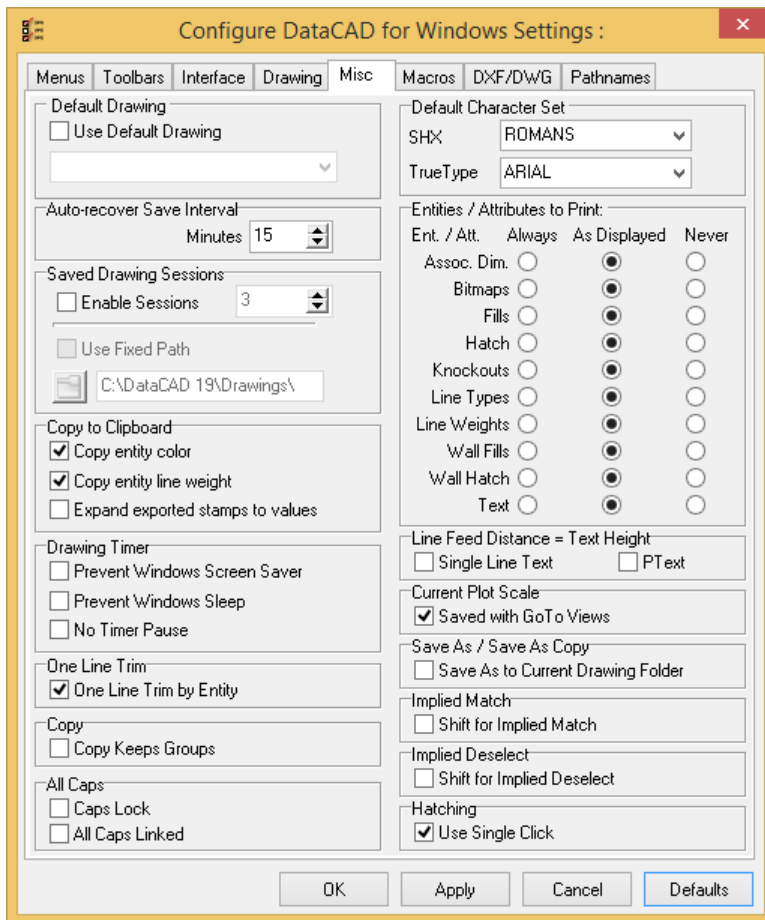 Configure DataCAD for Windows Settings :
Menus Toolbars Interface Drawing Misc Macros DXF/DWG Pathnames
Default Drawing
Use Default Drawing
Auto-recover Save Interval
Minutes 15
Saved Drawing Sessions
Enable Sessions 3
Use Fixed Path
C:\DataCAD 19\Drawings\
Copy to Clipboard
Copy entity color
Copy entity line weight
Expand exported stamps to values
Drawing Timer
Prevent Windows Screen Saver
Prevent Windows Sleep
No Timer Pause
One Line Trim
One Line Trim by Entity
Copy
Copy Keeps Groups
All Caps
Caps Lock
All Caps Linked
Default Character Set
SHX ROMANS
TrueType ARIAL
Entities / Attributes to Print:
Ent. / Att. Always As Displayed Never
Assoc. Dim.
Bitmaps
Fills
Hatch
Knockouts
Line Types
Line Weights
Wall Fills
Wall Hatch
Text
Line Feed Distance = Text Height
Single Line Text PText
Current Plot Scale
Saved with GoTo Views
Save As / Save As Copy
Save As to Current Drawing Folder
Implied Match
Shift for Implied Match
Implied Deselect
Shift for Implied Deselect
Hatching
Use Single Click
OK Apply Cancel Defaults